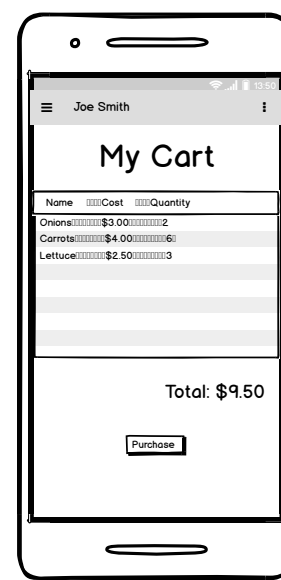 13:50
Joe Smith
My Cart
Name Cost Quantity
Onions $3.00 2
Carrots $4.00 6
Lettuce $2.50 3
Total: $9.50
Purchase